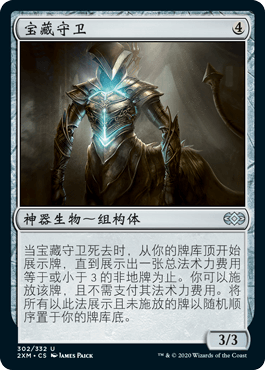 宝藏守卫 4
神器生物～组构体
当宝藏守卫死去时，从你的牌库顶开始
展示牌，直到展示出一张总法术力费用
等于或小于 3 的非地牌为止。你可以施
放该牌，且不需支付其法术力费用。将
所有以此法展示且未施放的牌以随机顺
序置于你的牌库底。
3/3
302/332 U
2XM • CS JAMES PAICK ™ & © 2020 Wizards of the Coast